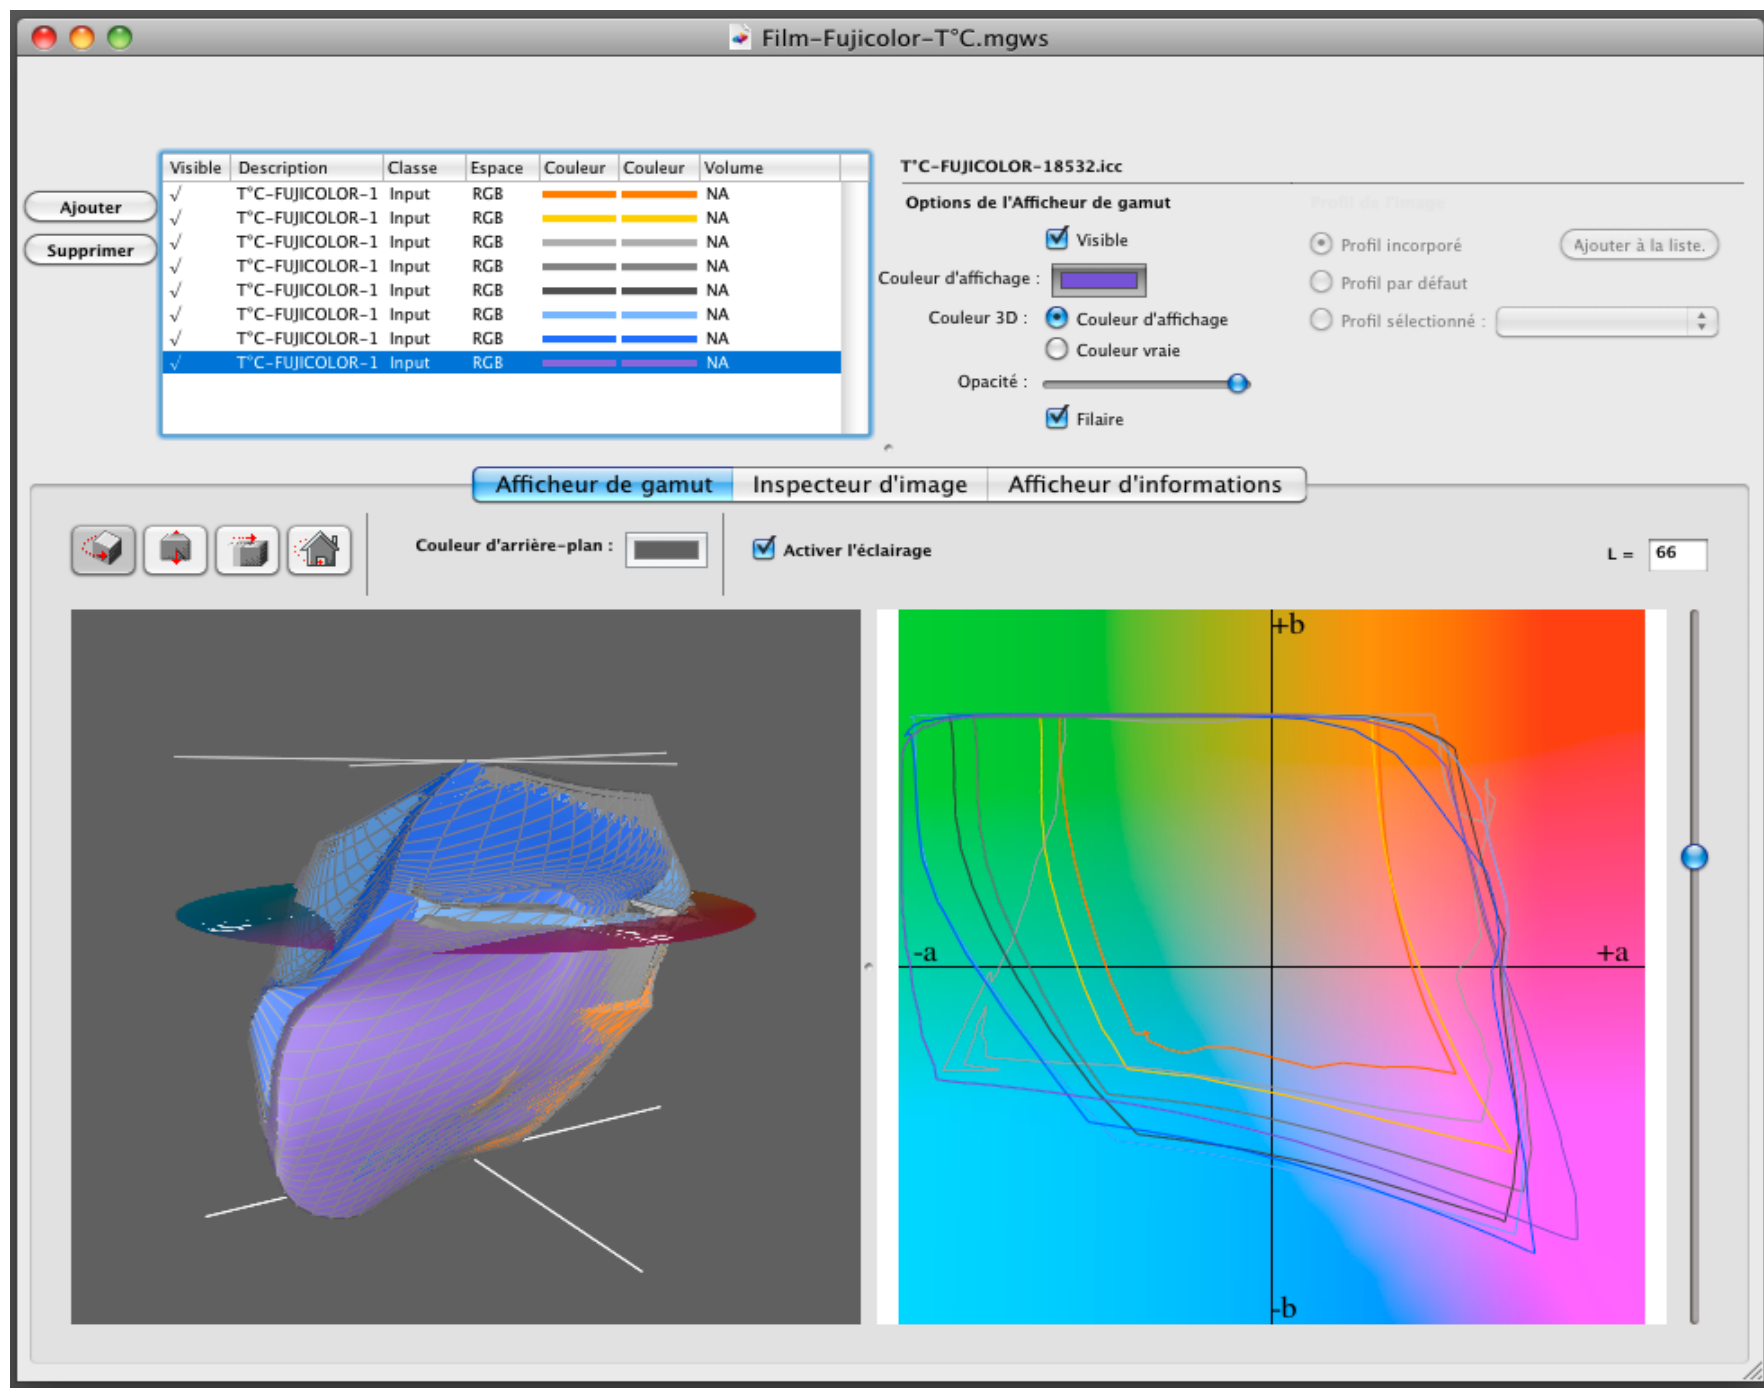 Film-Fujicolor-T°C.mgws
Ajouter
Supprimer
Visible Description Classe Espace Couleur Couleur Volume
√ T°C-FUJICOLOR-1 Input RGB NA
√ T°C-FUJICOLOR-1 Input RGB NA
√ T°C-FUJICOLOR-1 Input RGB NA
√ T°C-FUJICOLOR-1 Input RGB NA
√ T°C-FUJICOLOR-1 Input RGB NA
√ T°C-FUJICOLOR-1 Input RGB NA
√ T°C-FUJICOLOR-1 Input RGB NA
√ T°C-FUJICOLOR-1 Input RGB NA
T°C-FUJICOLOR-18532.icc
Options de l'Afficheur de gamut
Visible
Couleur d'affichage :
Couleur 3D : Couleur d'affichage
Couleur vraie
Opacité :
Filaire
Profil de l'image
Profil incorporé Ajouter à la liste.
Profil par défaut
Profil sélectionné :
Afficheur de gamut Inspecteur d'image Afficheur d'informations
Couleur d'arrière-plan : Activer l'éclairage L = 66
+b
-a +a
-b